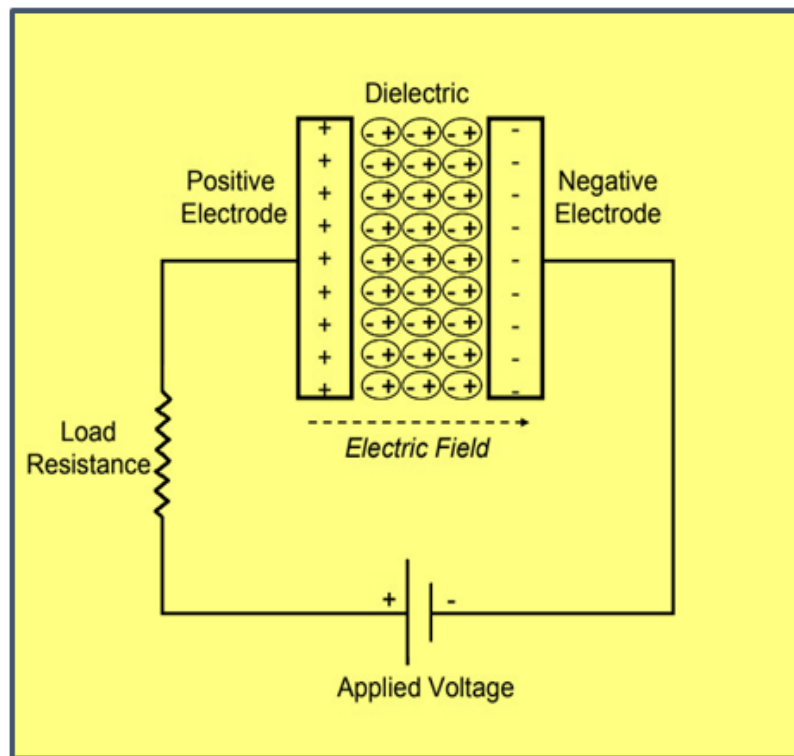 Dielectric
+ - + - + - + -
+ - + - + - + -
Positive
Electrode
+ - + - + - + -
Negative
Electrode
+ - + - + - + -
+ - + - + - + -
+ - + - + - + -
+ - + - + - + -
+ - + - + - + -
+ - + - + - + -
Electric Field
Load
Resistance
+ -
Applied Voltage